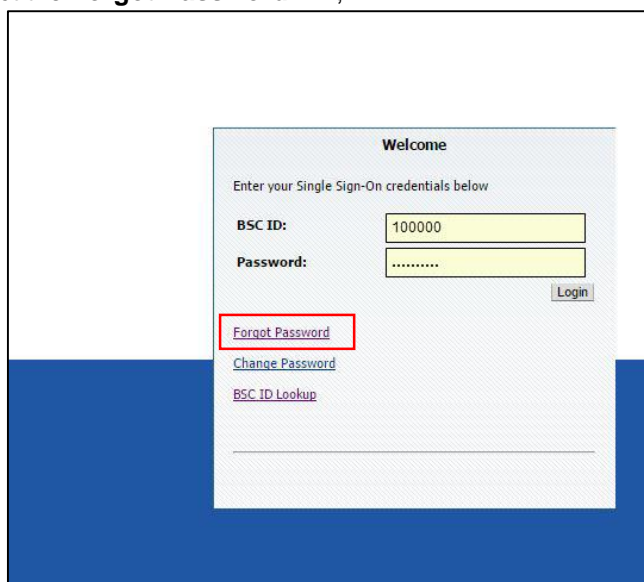 Welcome
Enter your Single Sign-On credentials below
BSC ID: 100000
Password: ..........
Login
Forgot Password
Change Password
BSC ID Lookup